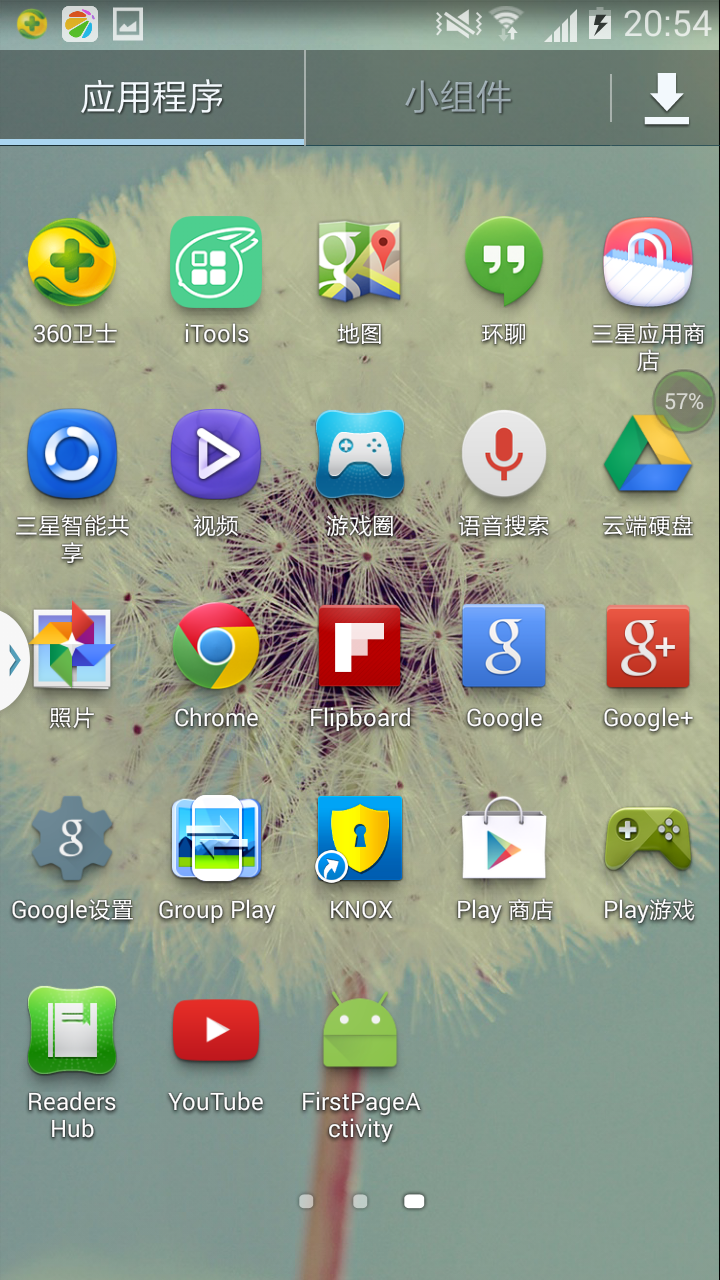 20:54
应用程序
小组件
360卫士
iTools
地图
环聊
三星应用商
店
57%
三星智能共
享
视频
游戏圈
语音搜索
云端硬盘
照片
Chrome
Flipboard
Google
Google+
Google设置
Group Play
KNOX
Play 商店
Play游戏
Readers
Hub
YouTube
FirstPageA
ctivity